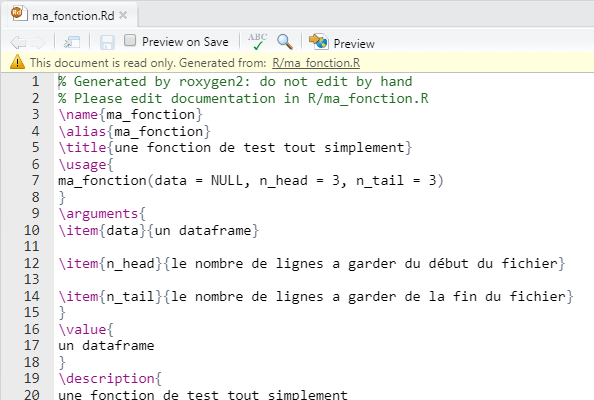 ma_fonction.Rd
Preview on Save
ABC
Preview
This document is read only. Generated from: R/ma_fonction.R
1 % Generated by roxygen2: do not edit by hand
2 % Please edit documentation in R/ma_fonction.R
3 \name{ma_fonction}
4 \alias{ma_fonction}
5 \title{une fonction de test tout simplement}
6 \usage{
7 ma_fonction(data = NULL, n_head = 3, n_tail = 3)
8 }
9 \arguments{
10 \item{data}{un dataframe}
11
12 \item{n_head}{le nombre de lignes a garder du début du fichier}
13
14 \item{n_tail}{le nombre de lignes a garder de la fin du fichier}
15 }
16 \value{
17 un dataframe
18 }
19 \description{
20 une fonction de test tout simplement